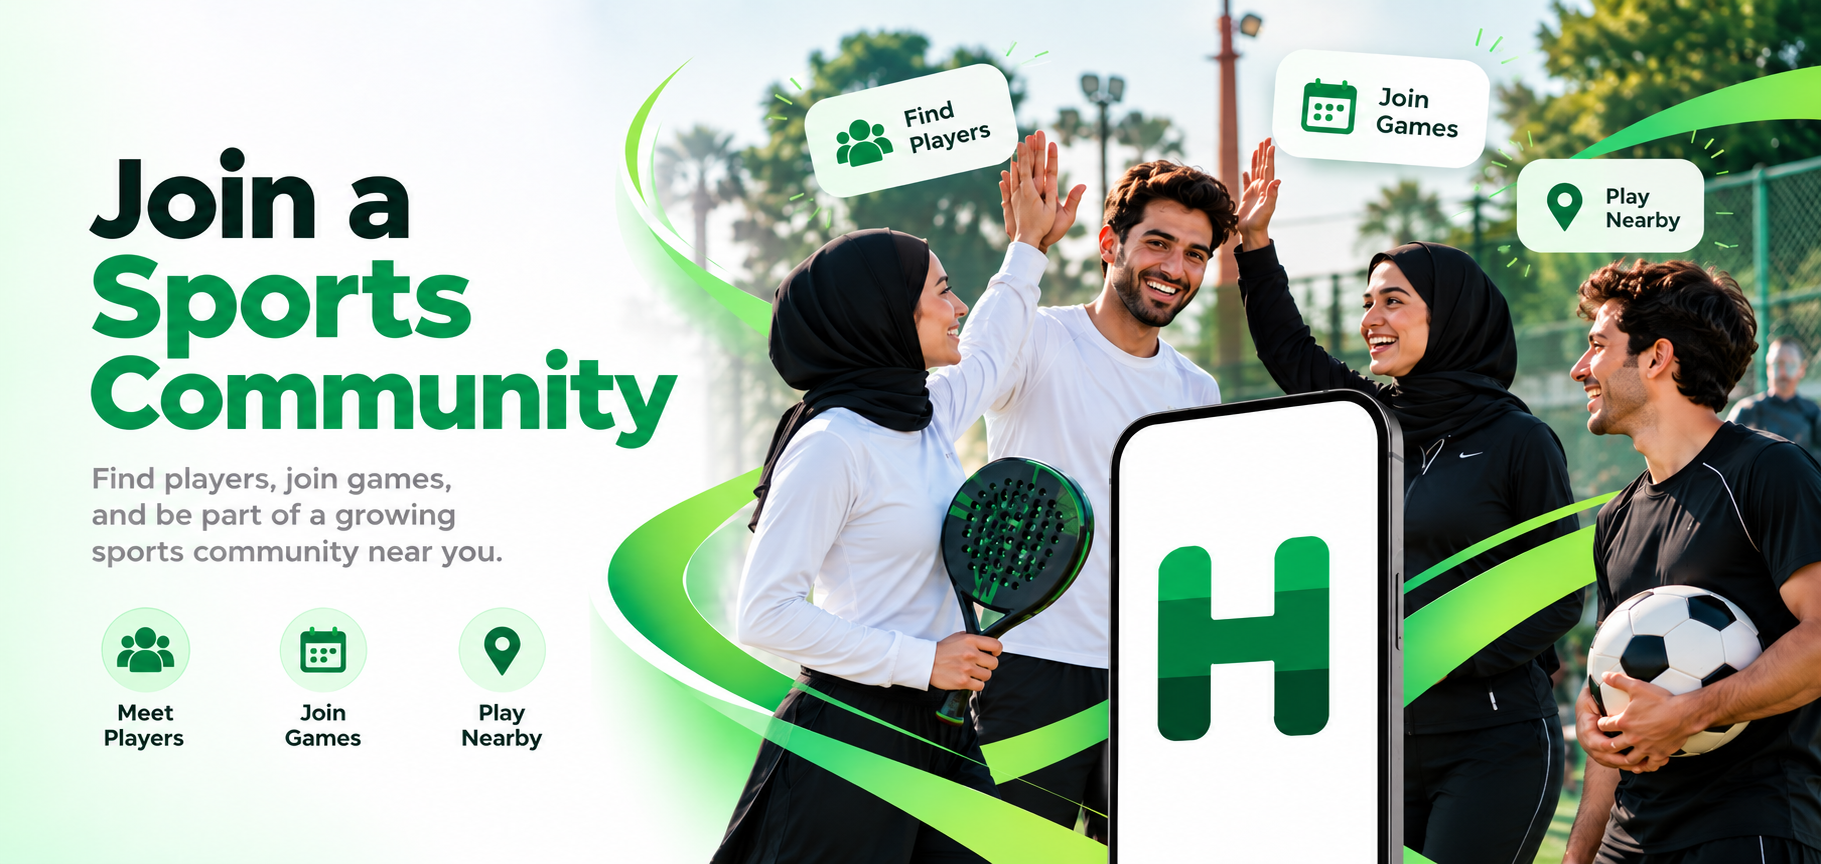 Join a
Sports
Community
Find players, join games,
and be part of a growing
sports community near you.
Meet
Players
Join
Games
Play
Nearby
Find
Players
Join
Games
Play
Nearby
H